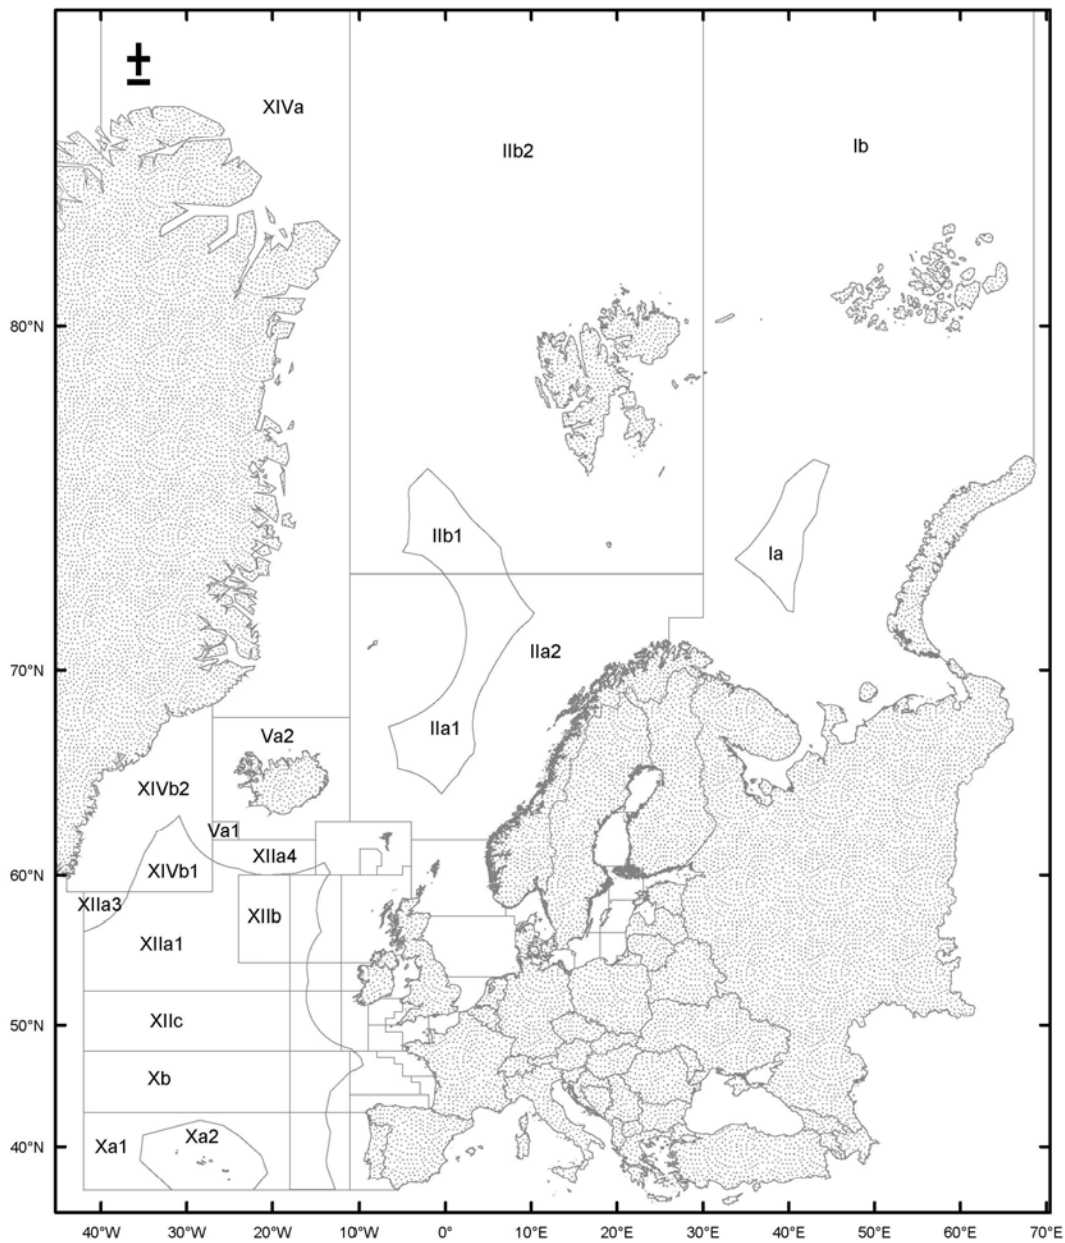 ±
XIVa
IIb2
Ib
80°N
IIb1
Ia
70°N
IIa2
IIa1
Va2
XIVb2
Va1
XIIa4
XIVb1
60°N
XIIa3
XIIb
XIIa1
XIIc
50°N
Xb
Xa1
Xa2
40°N
40°W 30°W 20°W 10°W 0° 10°E 20°E 30°E 40°E 50°E 60°E 70°E